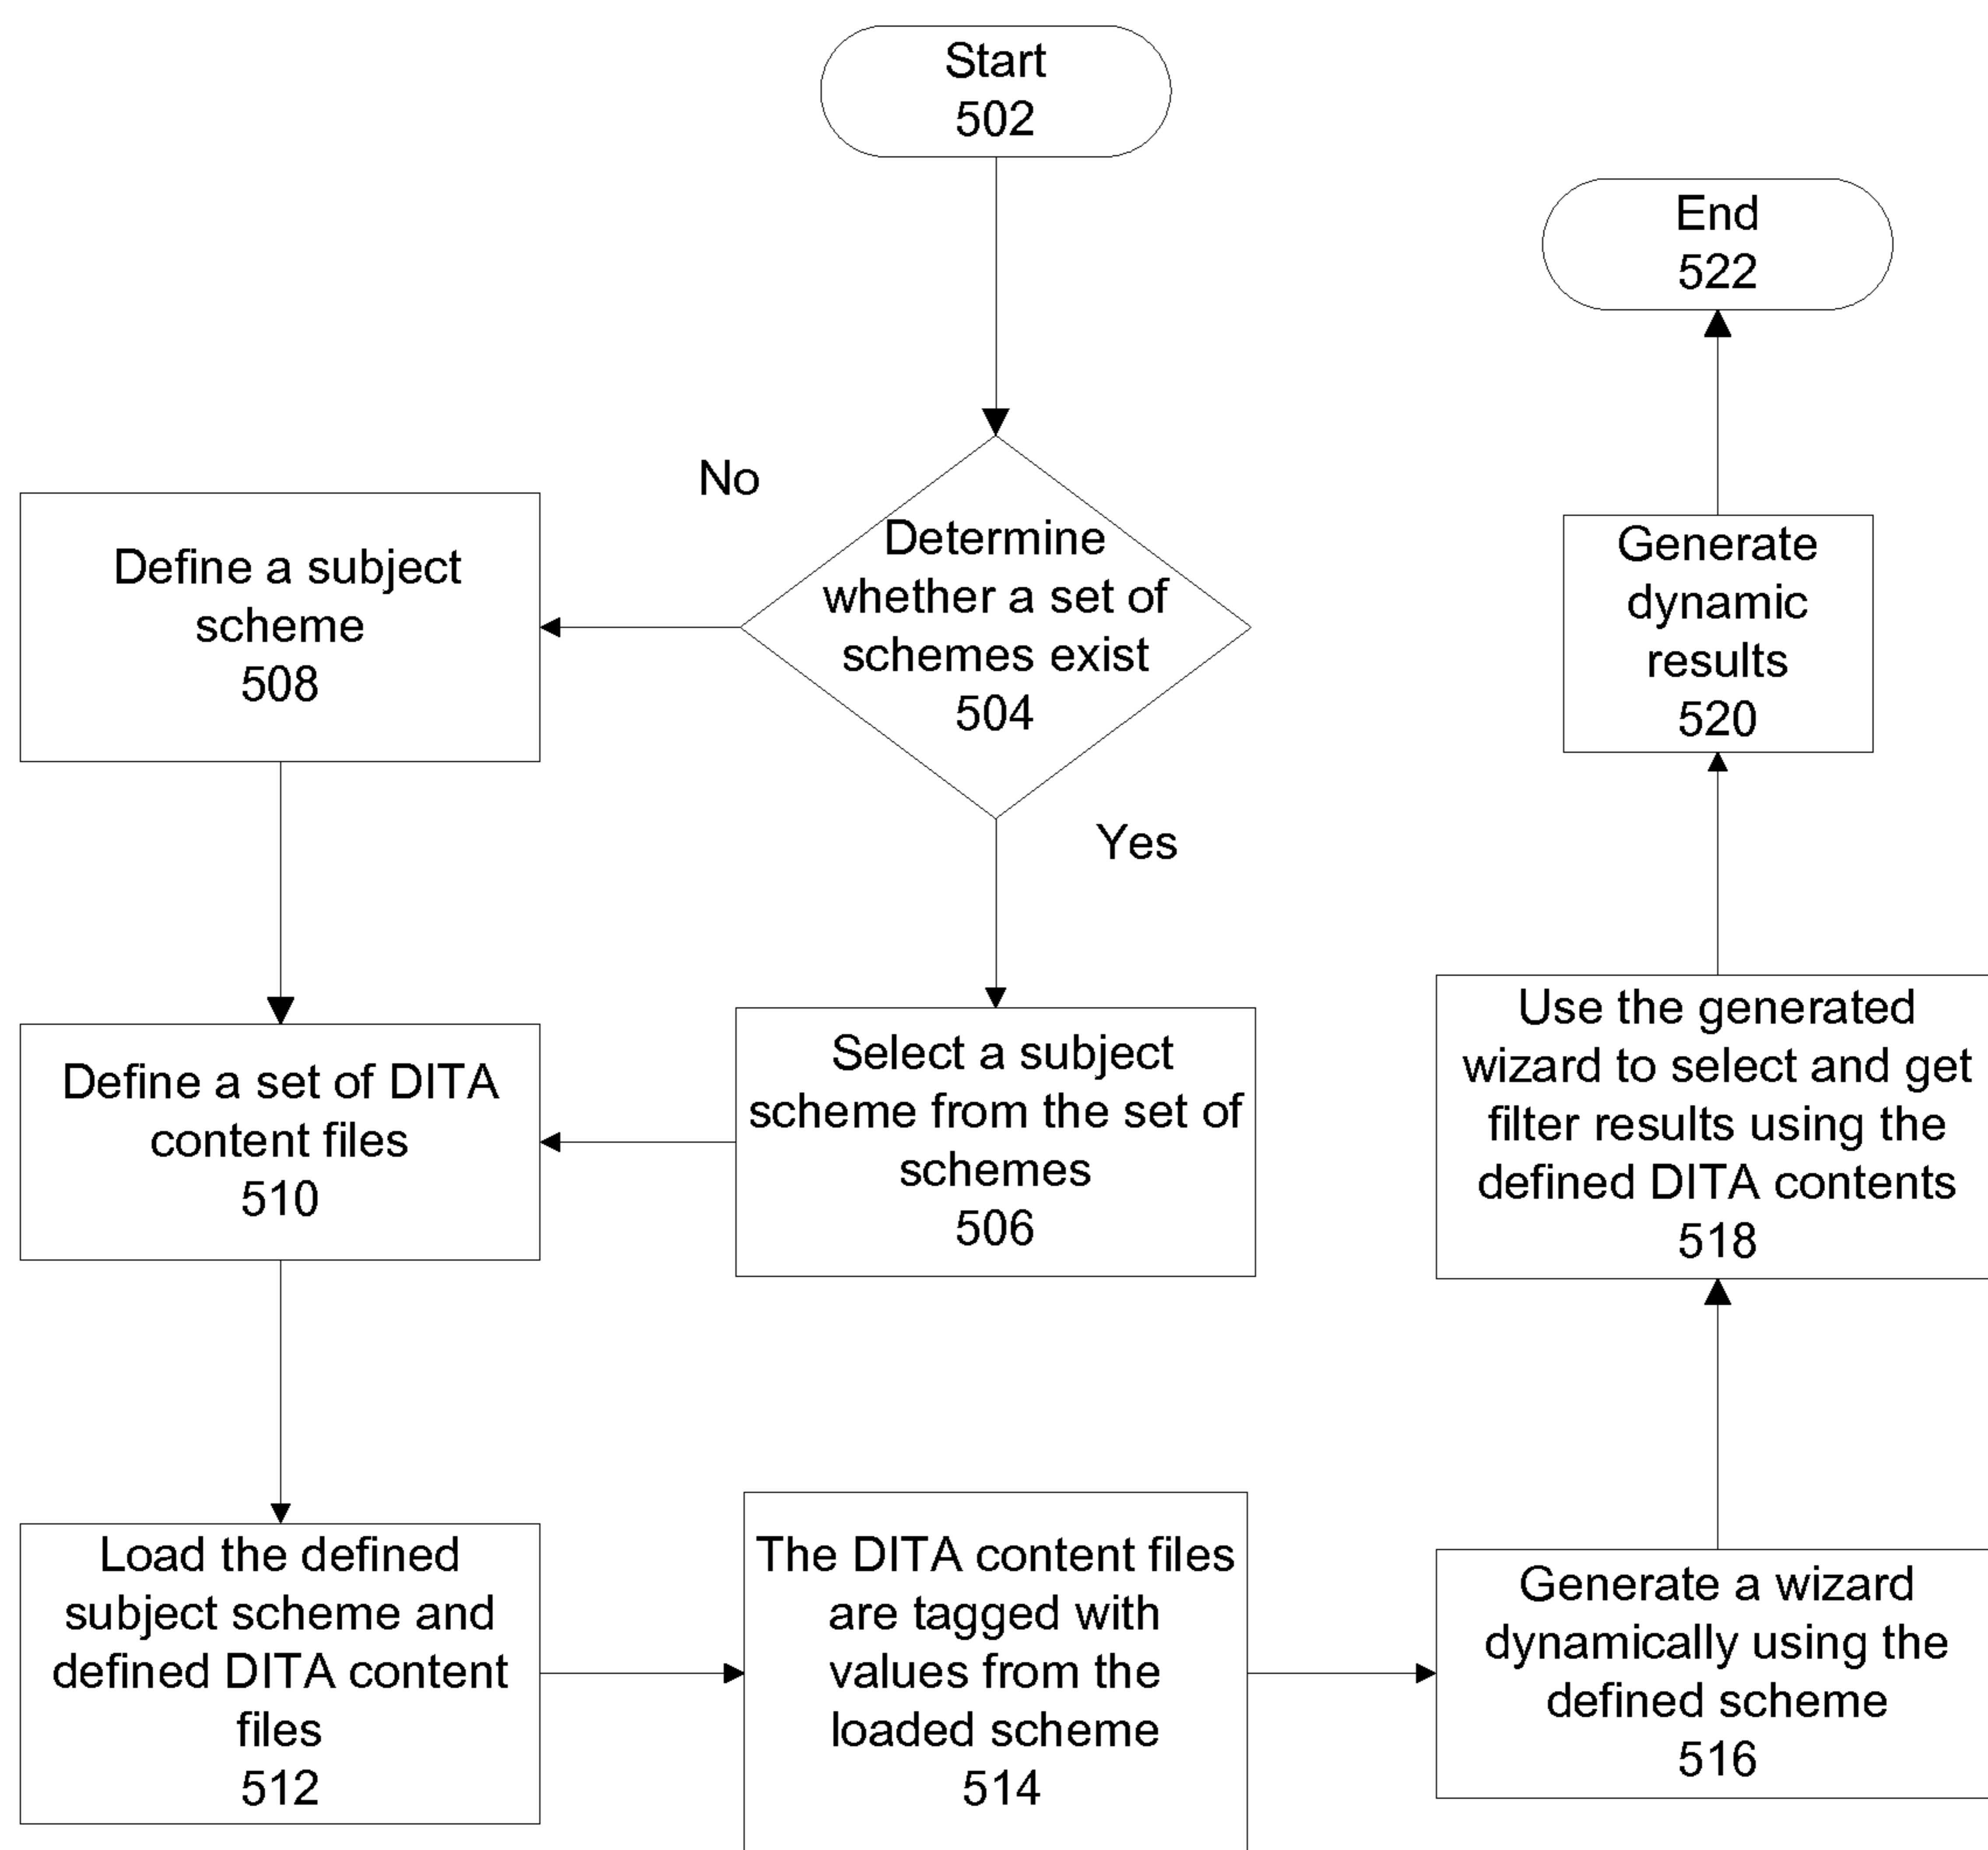 Start
502
No
Determine
whether a set of
schemes exist
504
Yes
Define a subject
scheme
508
Select a subject
scheme from the set of
schemes
506
Define a set of DITA
content files
510
Load the defined
subject scheme and
defined DITA content
files
512
The DITA content files
are tagged with
values from the
loaded scheme
514
Generate a wizard
dynamically using the
defined scheme
516
Use the generated
wizard to select and get
filter results using the
defined DITA contents
518
Generate
dynamic
results
520
End
522